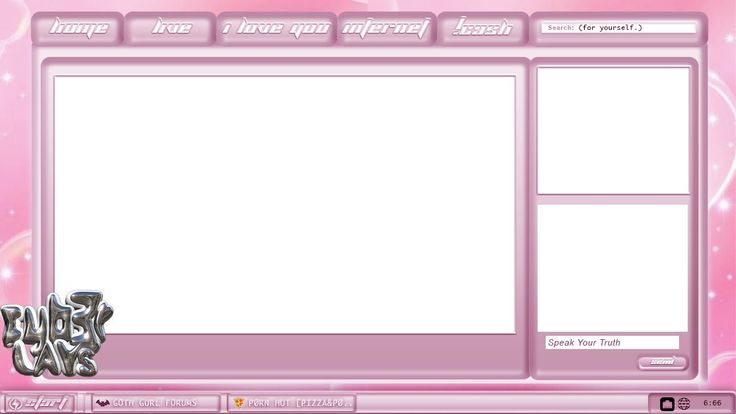 home live i love you internet !cash Search: (for yourself.)
Speak Your Truth
send
start GOTH GURL FORUMS PORN HUT [PIZZA&PO... 6:66